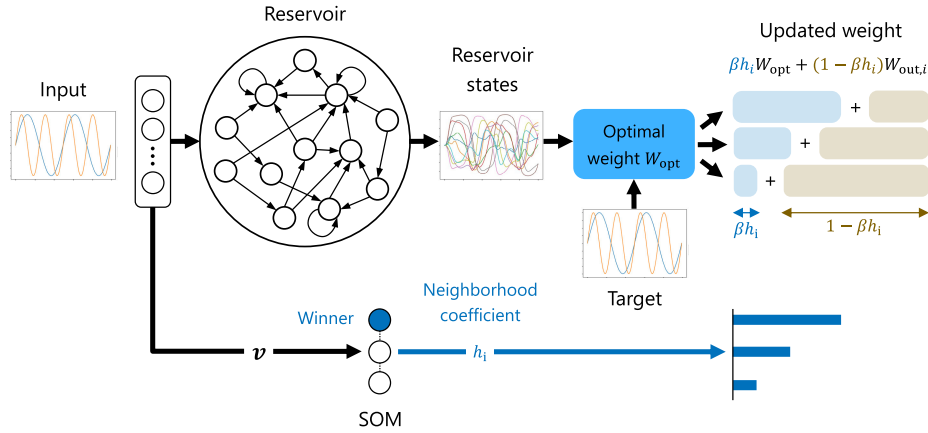 Reservoir
Updated weight
Reservoir
states
βhᵢW_opt + (1 − βhᵢ)W_out,i
Input
+
Optimal
weight W_opt
+
+
βhᵢ
1 − βhᵢ
Target
Neighborhood
coefficient
Winner
v
hᵢ
SOM